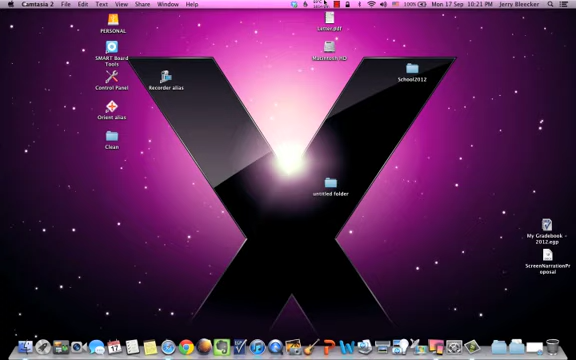 Camtasia 2 File Edit Text View Share Window Help 100% Mon 17 Sep 10:21 PM Jerry Bleecker
PERSONAL
Letter.pdf
SMART Board
Tools
Macintosh HD
Control Panel
Recorder alias
School2012
Orient alias
Clean
untitled folder
My Gradebook -
2012.egp
ScreenNarrationPr
oposal
17